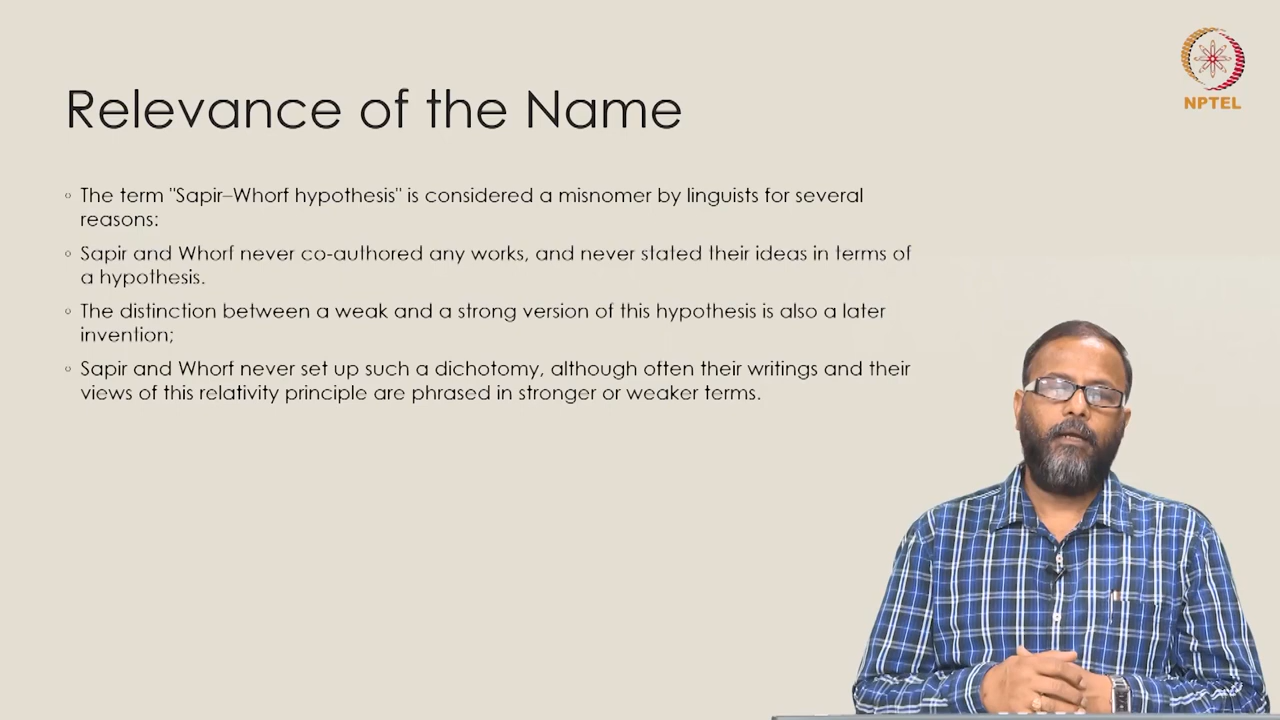 NPTEL
Relevance of the Name
◦ The term "Sapir–Whorf hypothesis" is considered a misnomer by linguists for several
reasons:
◦ Sapir and Whorf never co-authored any works, and never stated their ideas in terms of
a hypothesis.
◦ The distinction between a weak and a strong version of this hypothesis is also a later
invention;
◦ Sapir and Whorf never set up such a dichotomy, although often their writings and their
views of this relativity principle are phrased in stronger or weaker terms.